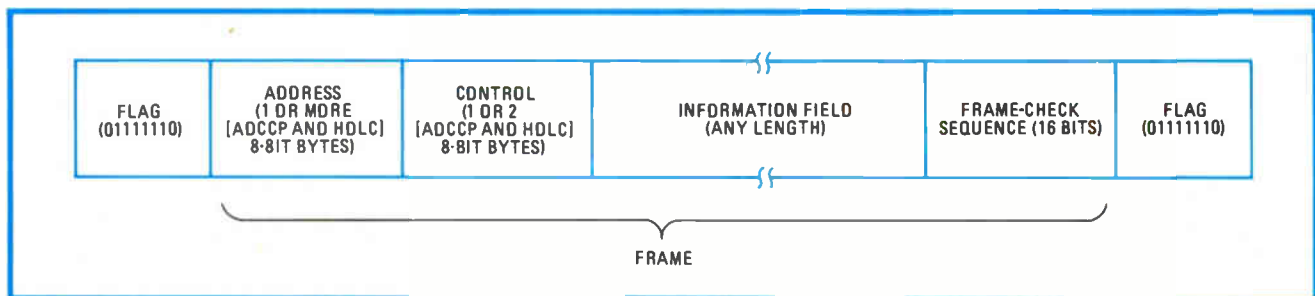 FLAG
(01111110)
ADDRESS
(1 OR MORE
[ADCCP AND HDLC]
8-BIT BYTES)
CONTROL
(1 OR 2
[ADCCP AND HDLC]
8-BIT BYTES)
INFORMATION FIELD
(ANY LENGTH)
FRAME-CHECK
SEQUENCE (16 BITS)
FLAG
(01111110)
FRAME